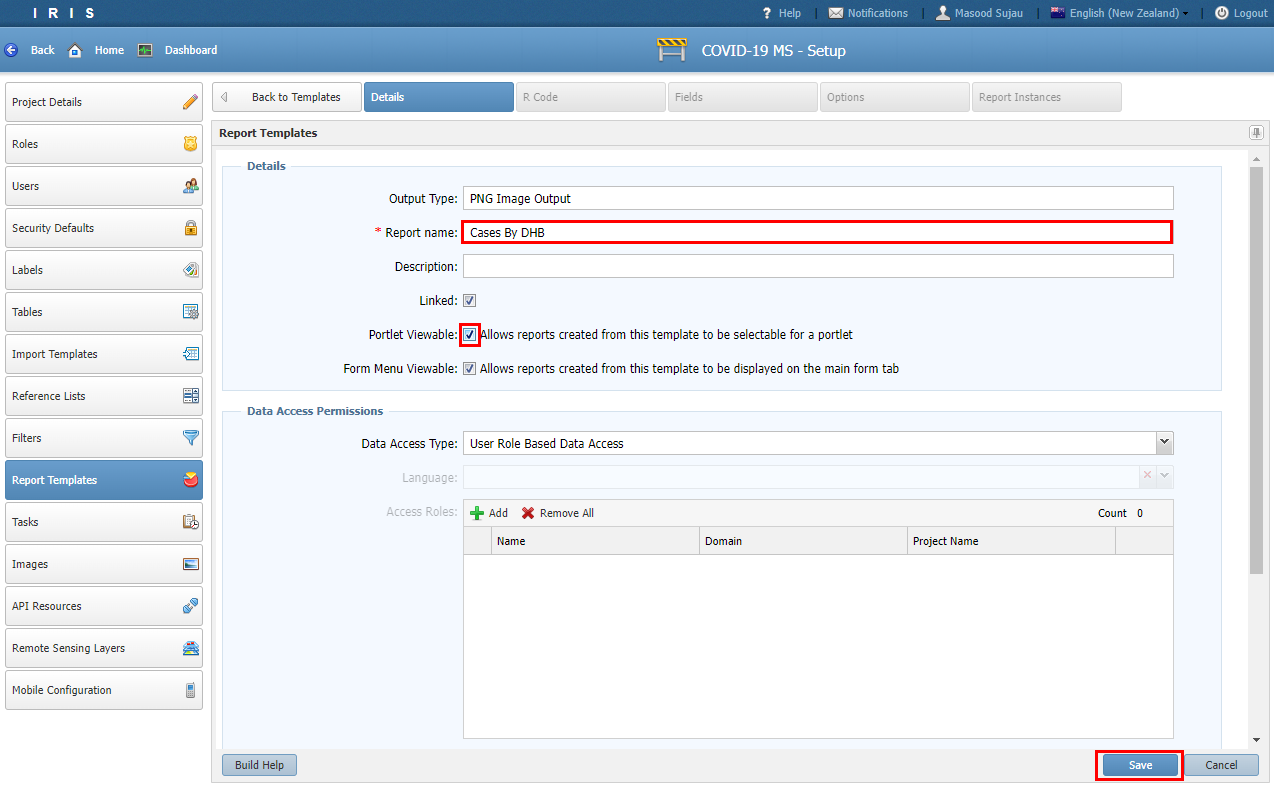 I R I S
? Help | Notifications | Masood Sujau | English (New Zealand) | Logout
Back Home Dashboard
COVID-19 MS - Setup
Project Details
Roles
Users
Security Defaults
Labels
Tables
Import Templates
Reference Lists
Filters
Report Templates
Tasks
Images
API Resources
Remote Sensing Layers
Mobile Configuration
Back to Templates Details R Code Fields Options Report Instances
Report Templates
Details
Output Type: PNG Image Output
* Report name: Cases By DHB
Description:
Linked:
Portlet Viewable: Allows reports created from this template to be selectable for a portlet
Form Menu Viewable: Allows reports created from this template to be displayed on the main form tab
Data Access Permissions
Data Access Type: User Role Based Data Access
Language:
Access Roles: Add Remove All Count 0
Name Domain Project Name
Build Help Save Cancel